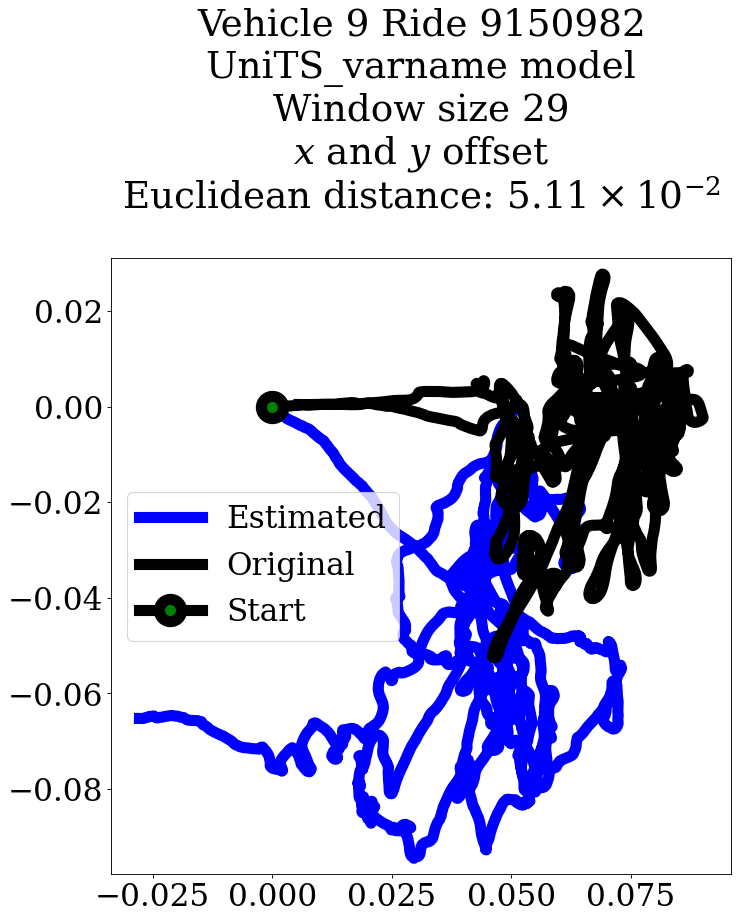 Vehicle 9 Ride 9150982
UniTS_varname model
Window size 29
x and y offset
Euclidean distance: 5.11 × 10⁻²
0.02
0.00
−0.02
−0.04
−0.06
−0.08
Estimated
Original
Start
−0.025 0.000 0.025 0.050 0.075